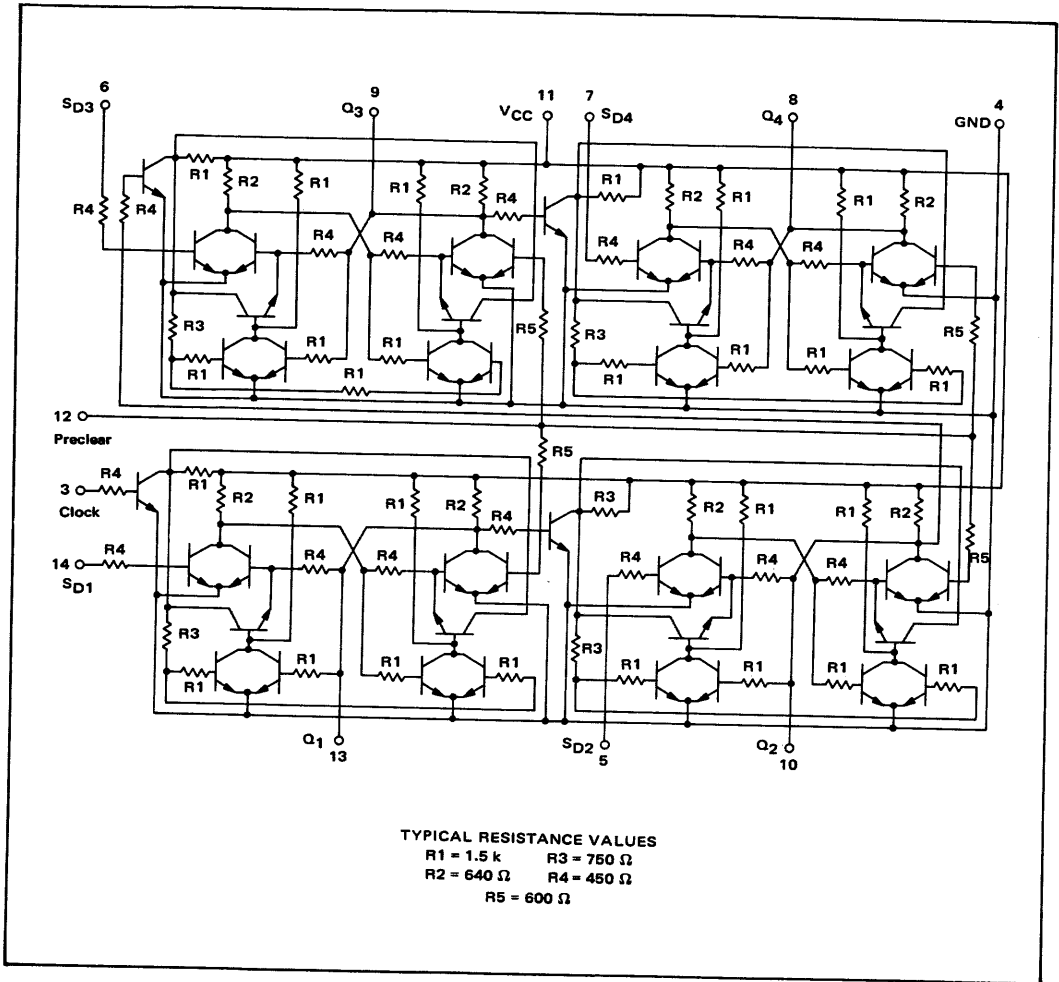 6 9 11 7 8 4
SD3 Q3 VCC SD4 Q4 GND
R1 R2 R1 R1 R2 R4 R1 R2 R1 R1 R2
R4 R4 R4 R4 R4 R4 R4
R3 R5 R3 R5
R1 R1 R1 R1 R1 R1 R1
12
Preclear
R5
R4 R1 R2 R1 R1 R2 R4 R3 R2 R1 R1 R2
3
Clock
14 R4 R4 R4 R4 R4 R4 R5
SD1
R3 R3
R1 R1 R1 R1 R1 R1 R1 R1
Q1 SD2 Q2
13 5 10
TYPICAL RESISTANCE VALUES
R1 = 1.5 k R3 = 750 Ω
R2 = 640 Ω R4 = 450 Ω
R5 = 600 Ω